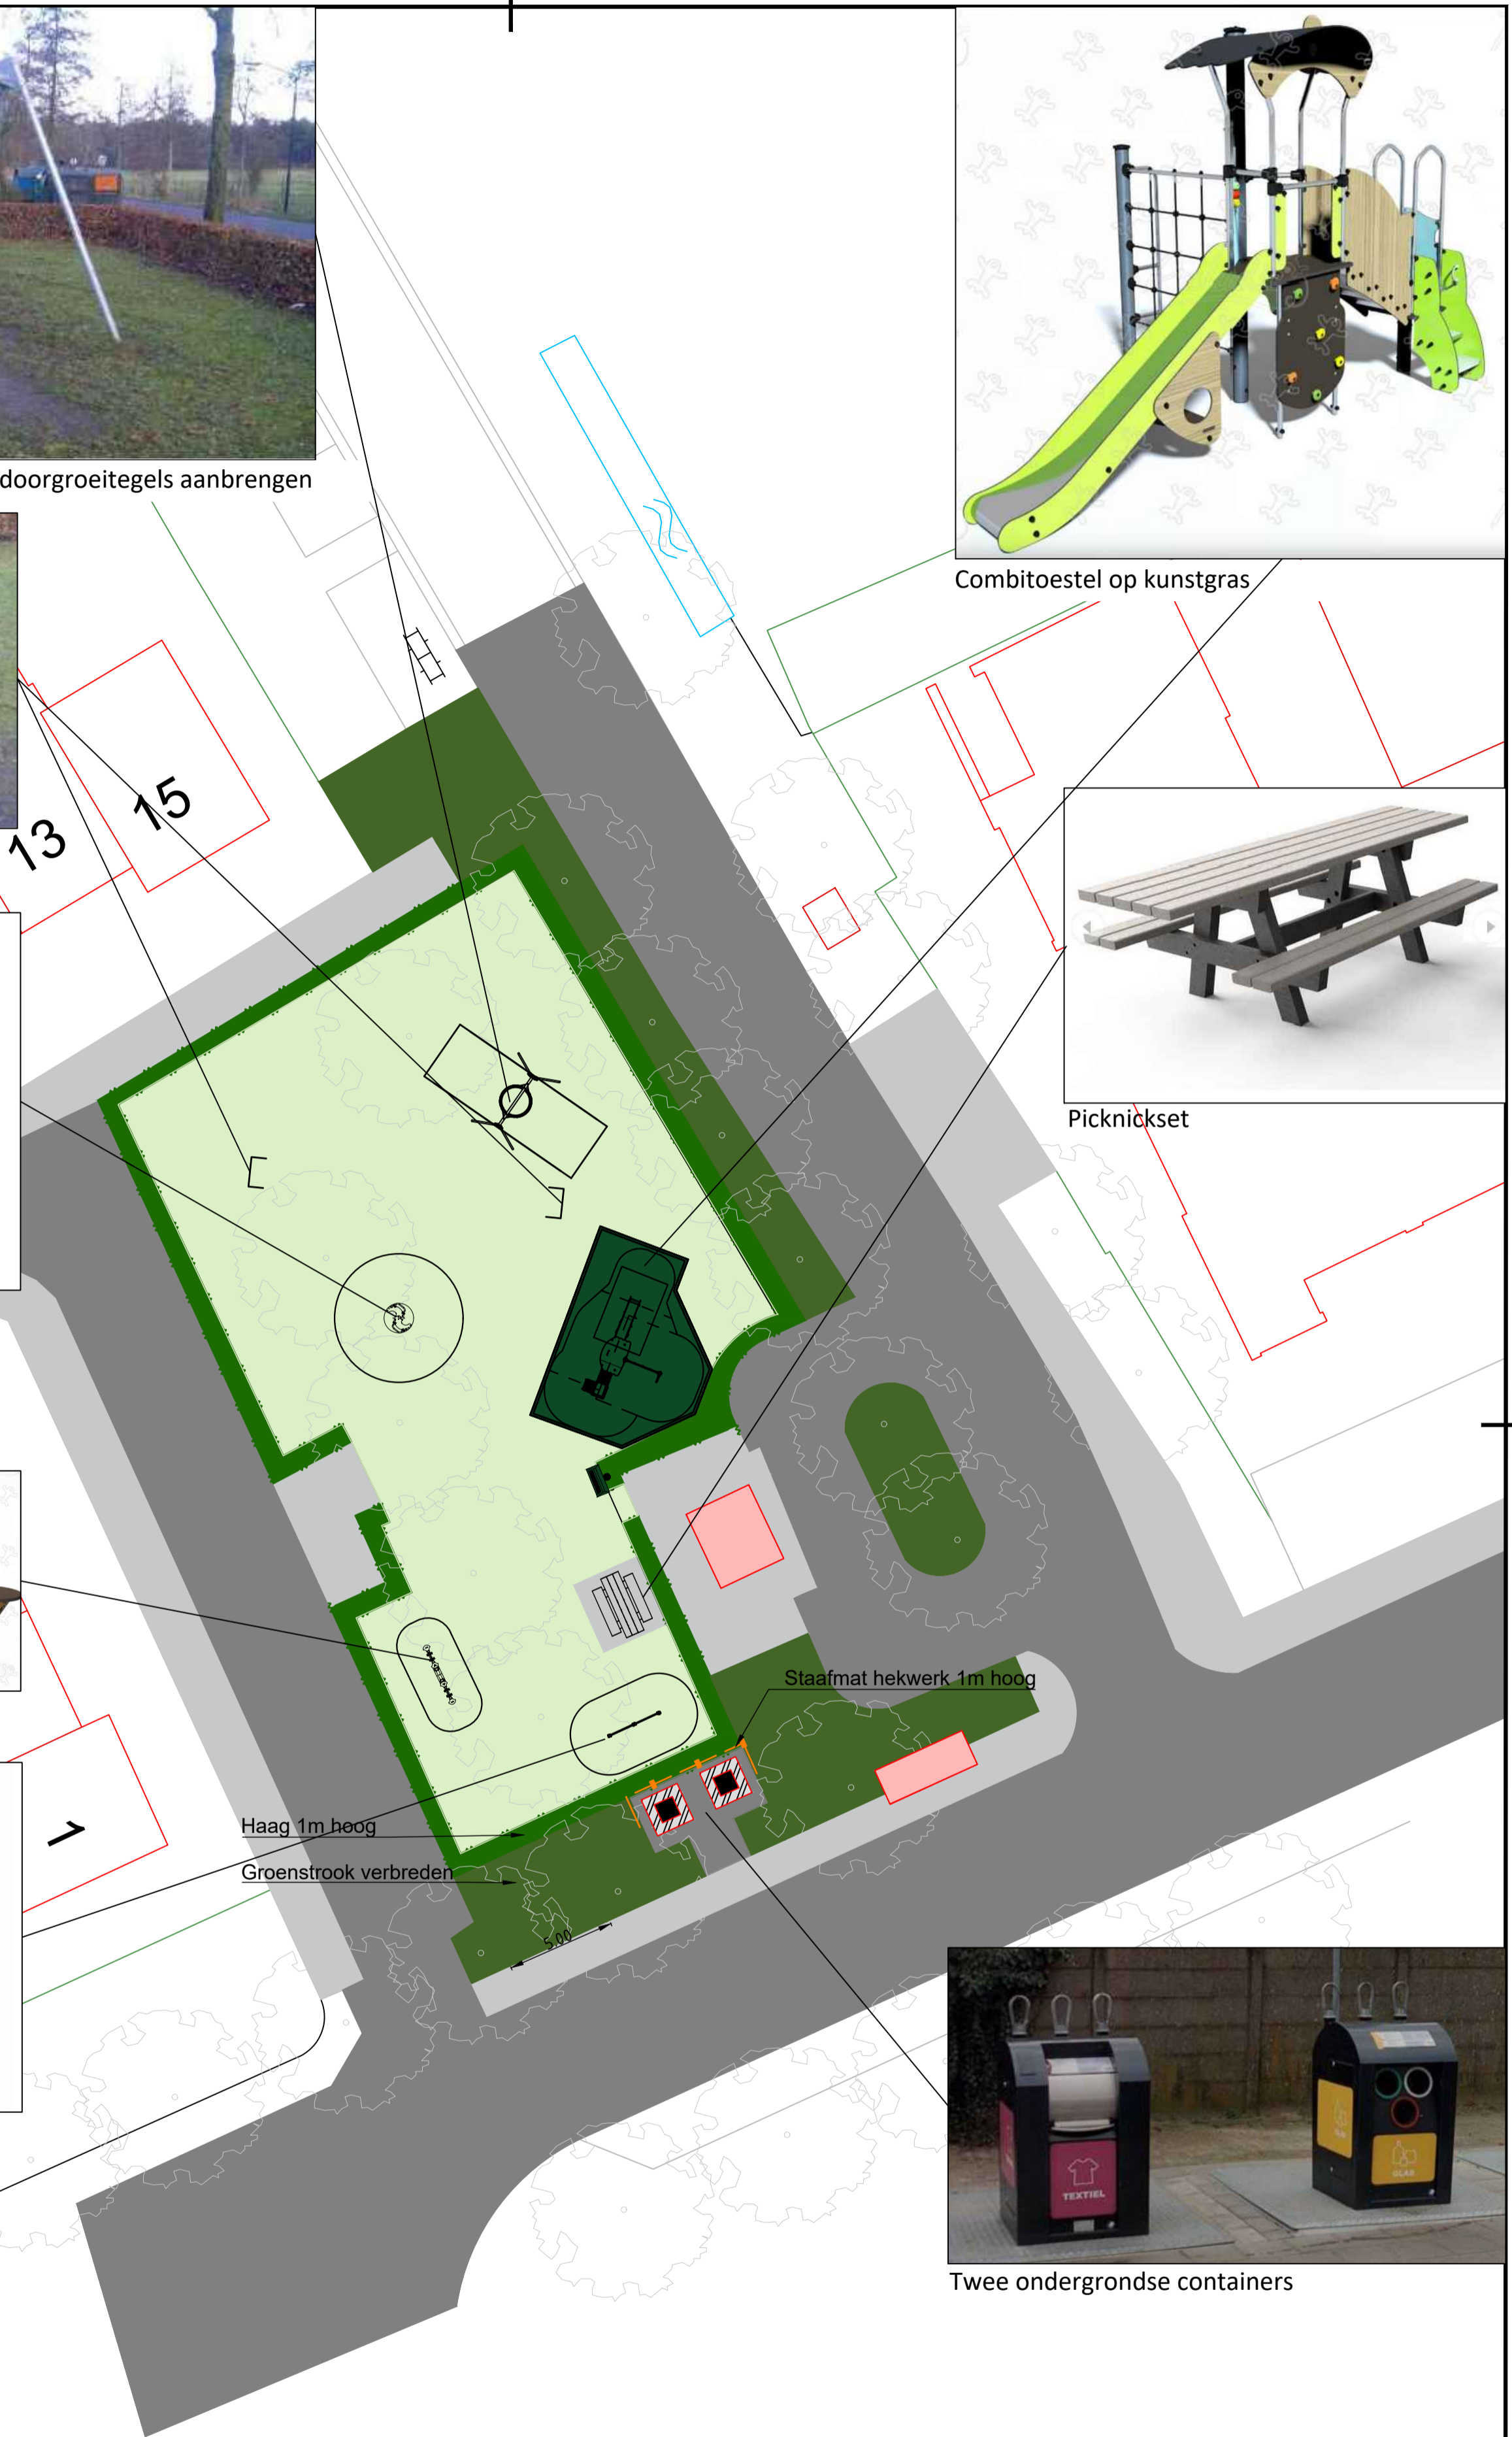 doorgroeitegels aanbrengen
Combitoestel op kunstgras
15
13
Picknickset
Staafmat hekwerk 1m hoog
Haag 1m hoog
1
Groenstrook verbreden
5.00
TEXTIEL
GLAS
Twee ondergrondse containers